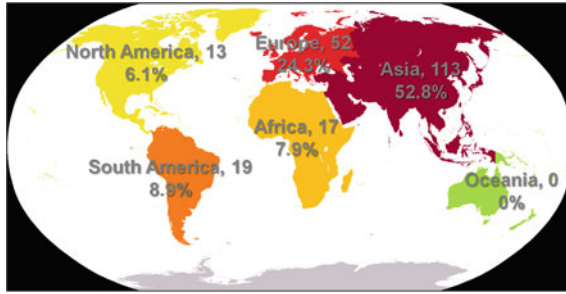 North America, 13
6.1%
Europe, 52
24.3%
Asia, 113
52.8%
Africa, 17
7.9%
South America, 19
8.9%
Oceania, 0
0%